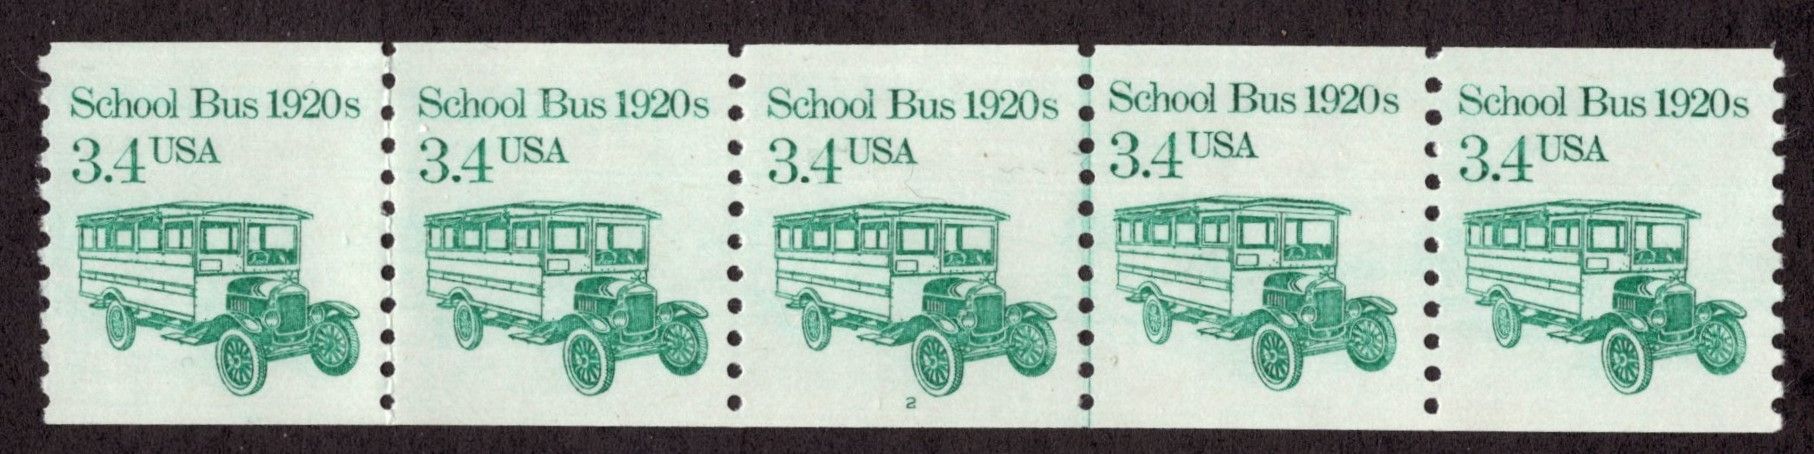 School Bus 1920s School Bus 1920s School Bus 1920s School Bus 1920s School Bus 1920s
3.4 USA 3.4 USA 3.4 USA 3.4 USA 3.4 USA
2